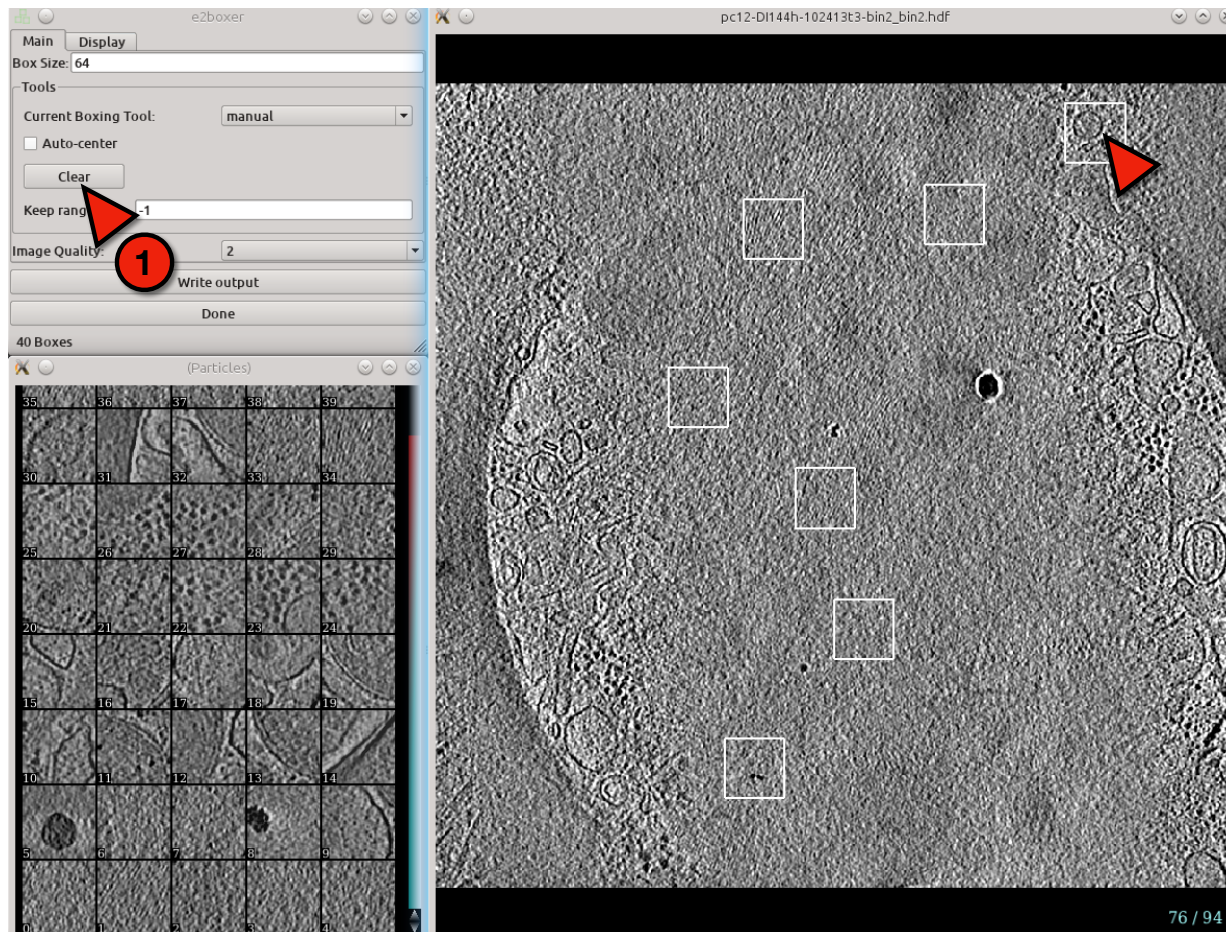 e2boxer
Main
Display
Box Size: 64
Tools
Current Boxing Tool:
manual
Auto-center
Clear
Keep rang
-1
1
Image Quality:
2
Write output
Done
40 Boxes
(Particles)
35 36 37 38 39
30 31 32 33 34
25 26 27 28 29
20 21 22 23 24
15 16 17 18 19
10 11 12 13 14
5 6 7 8 9
0 1 2 3 4
pc12-DI144h-102413t3-bin2_bin2.hdf
76 / 94